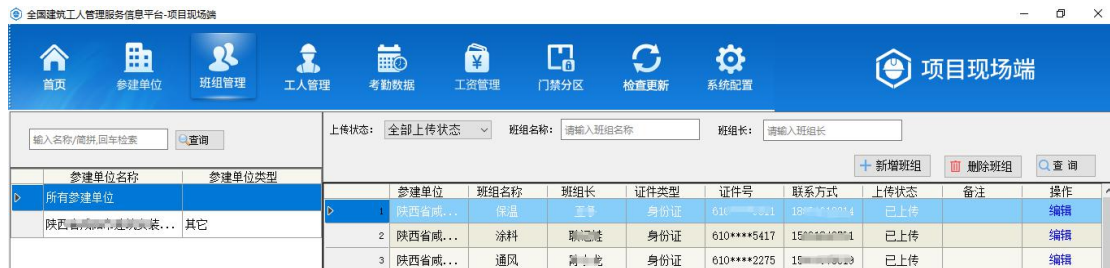 全国建筑工人管理服务信息平台-项目现场端
首页 参建单位 班组管理 工人管理 考勤数据 工资管理 门禁分区 检查更新 系统配置 项目现场端
输入名称/简拼,回车检索 查询
上传状态: 全部上传状态 班组名称: 请输入班组名称 班组长: 请输入班组长
新增班组 删除班组 查询
参建单位名称 参建单位类型
所有参建单位
陕西 装... 其它
参建单位 班组名称 班组长 证件类型 证件号 联系方式 上传状态 备注 操作
1 陕西省咸... 保温 身份证 已上传 编辑
2 陕西省咸... 涂料 身份证 610****5417 已上传 编辑
3 陕西省咸... 通风 身份证 610****2275 已上传 编辑